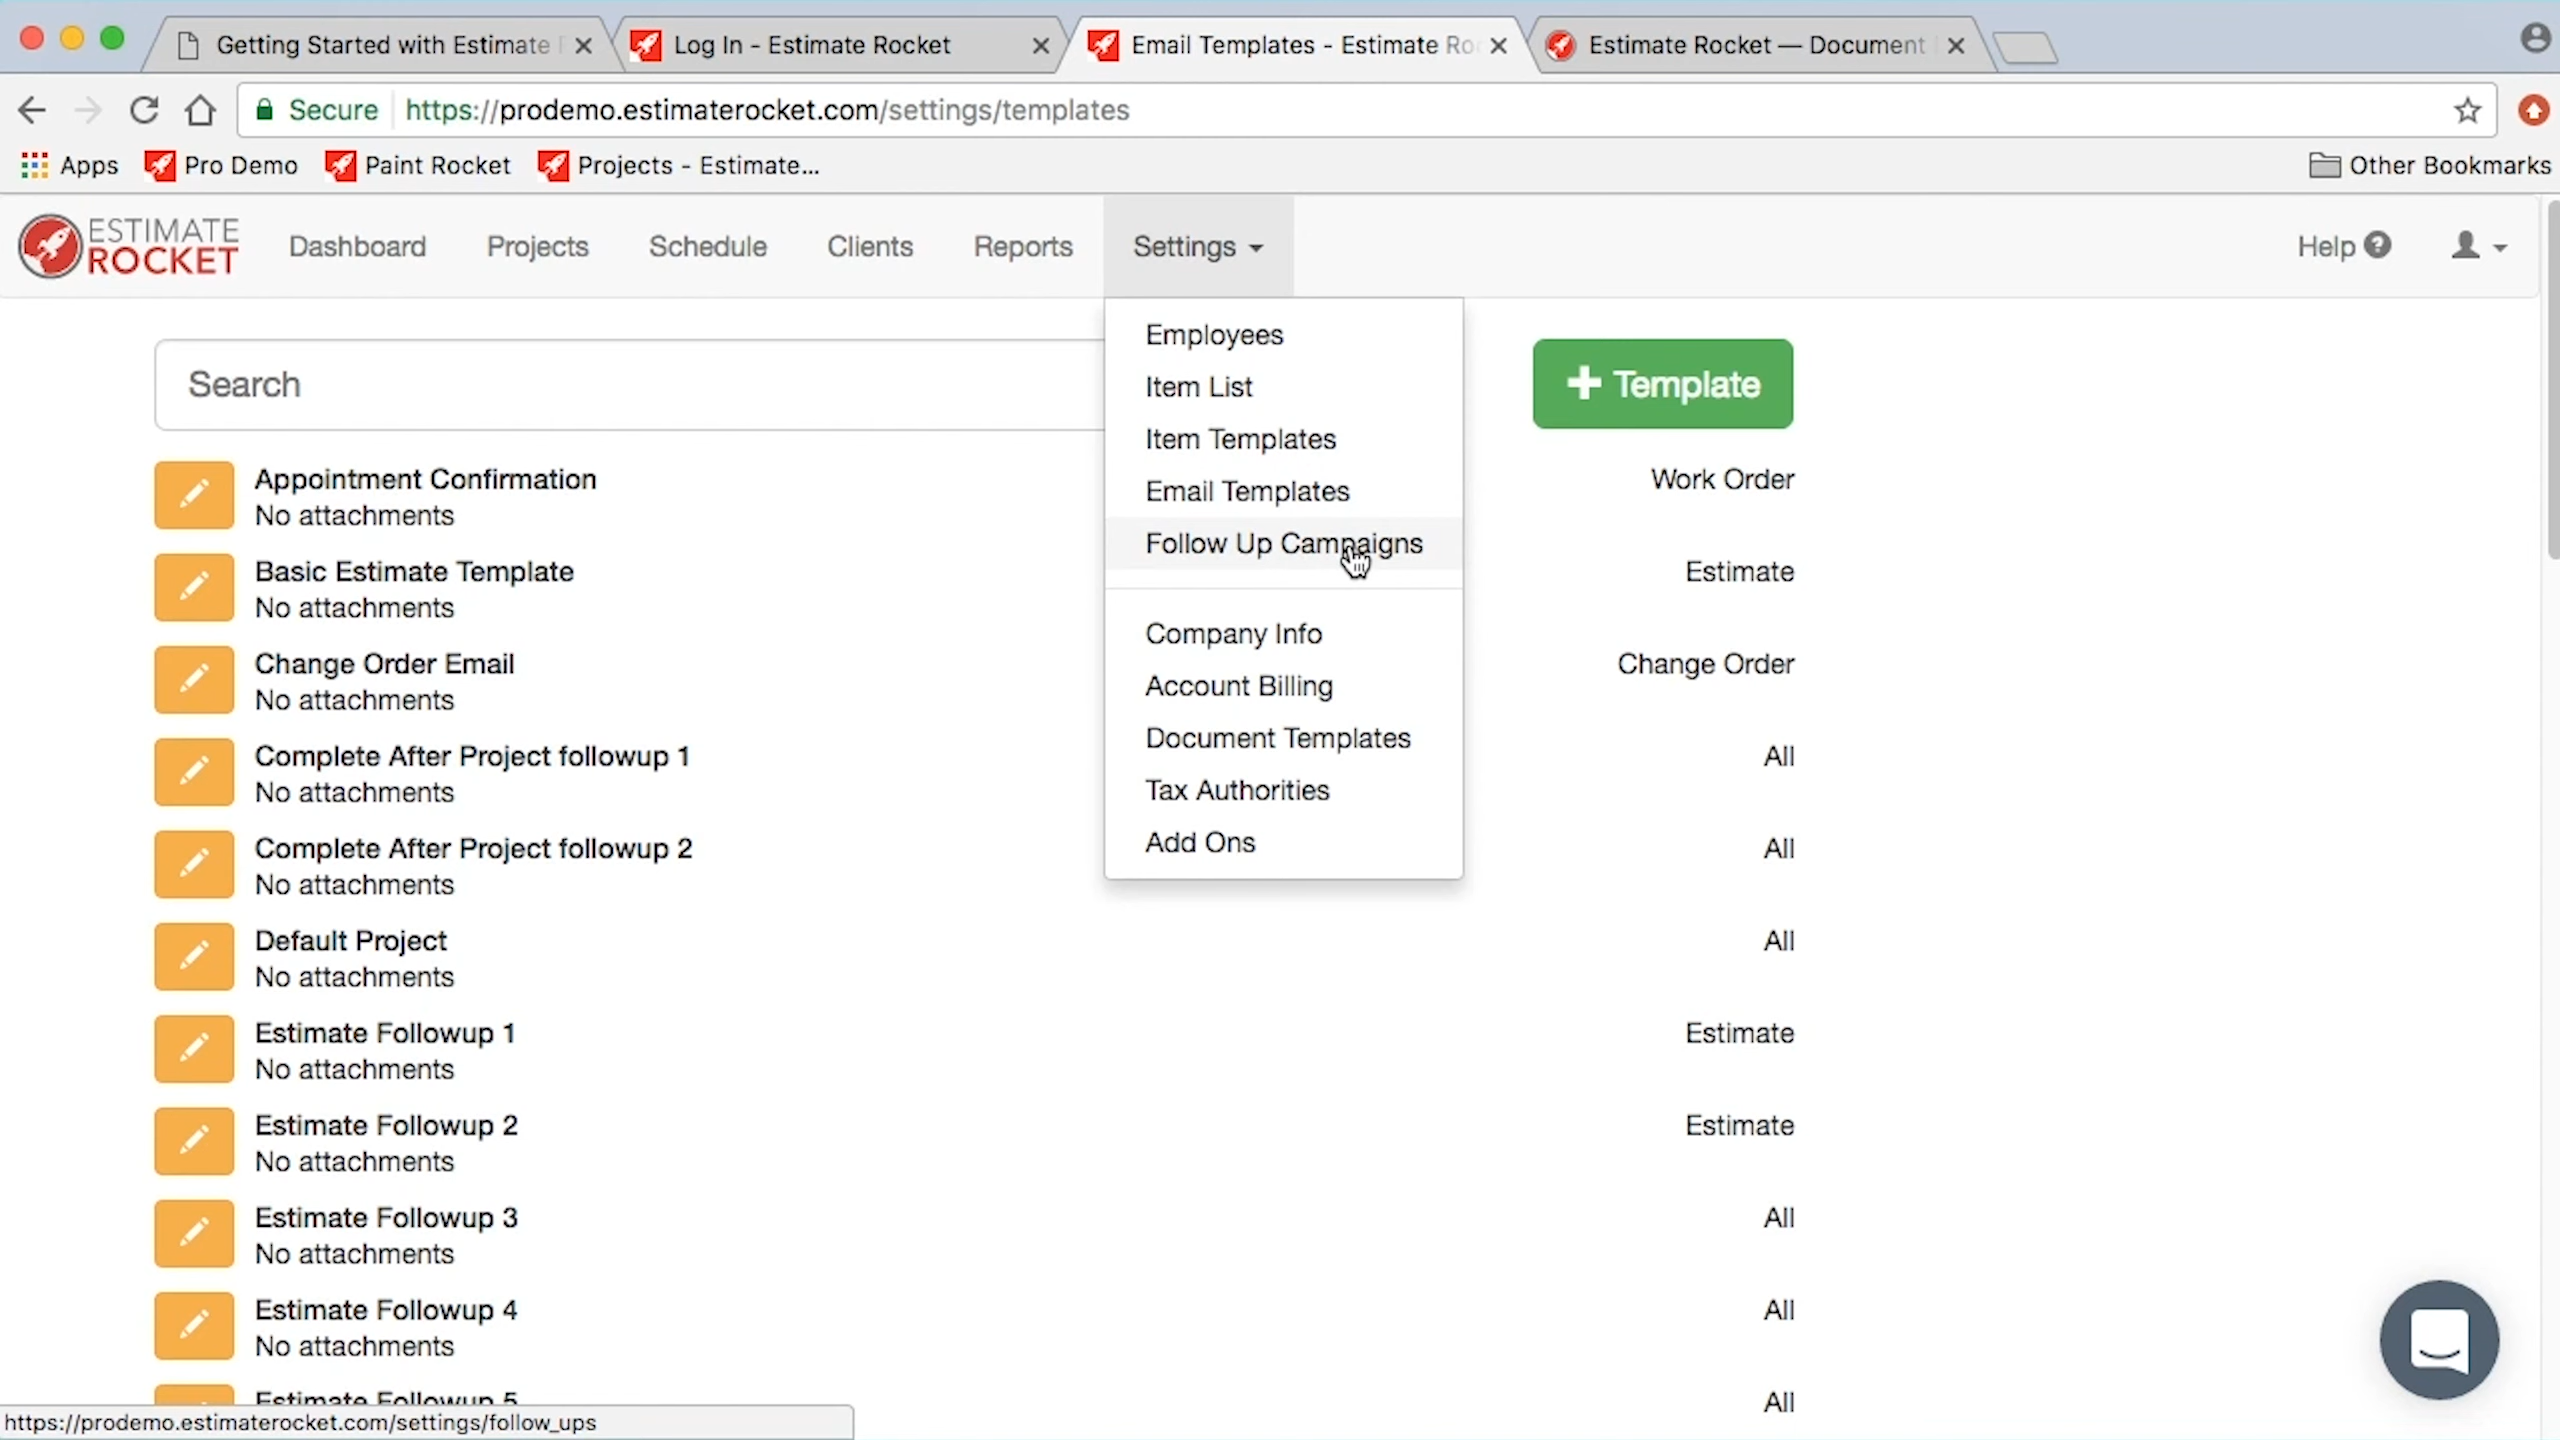 Getting Started with Estimate
Log In - Estimate Rocket
Email Templates - Estimate Ro
Estimate Rocket — Document
Secure https://prodemo.estimaterocket.com/settings/templates
Apps Pro Demo Paint Rocket Projects - Estimate... Other Bookmarks
ESTIMATE
ROCKET
Dashboard Projects Schedule Clients Reports Settings Help
Search
Template
Employees
Item List
Item Templates
Email Templates
Follow Up Campaigns
Company Info
Account Billing
Document Templates
Tax Authorities
Add Ons
Appointment Confirmation Work Order
No attachments
Basic Estimate Template Estimate
No attachments
Change Order Email Change Order
No attachments
Complete After Project followup 1 All
No attachments
Complete After Project followup 2 All
No attachments
Default Project All
No attachments
Estimate Followup 1 Estimate
No attachments
Estimate Followup 2 Estimate
No attachments
Estimate Followup 3 All
No attachments
Estimate Followup 4 All
No attachments
Estimate Followup 5 All
https://prodemo.estimaterocket.com/settings/follow_ups